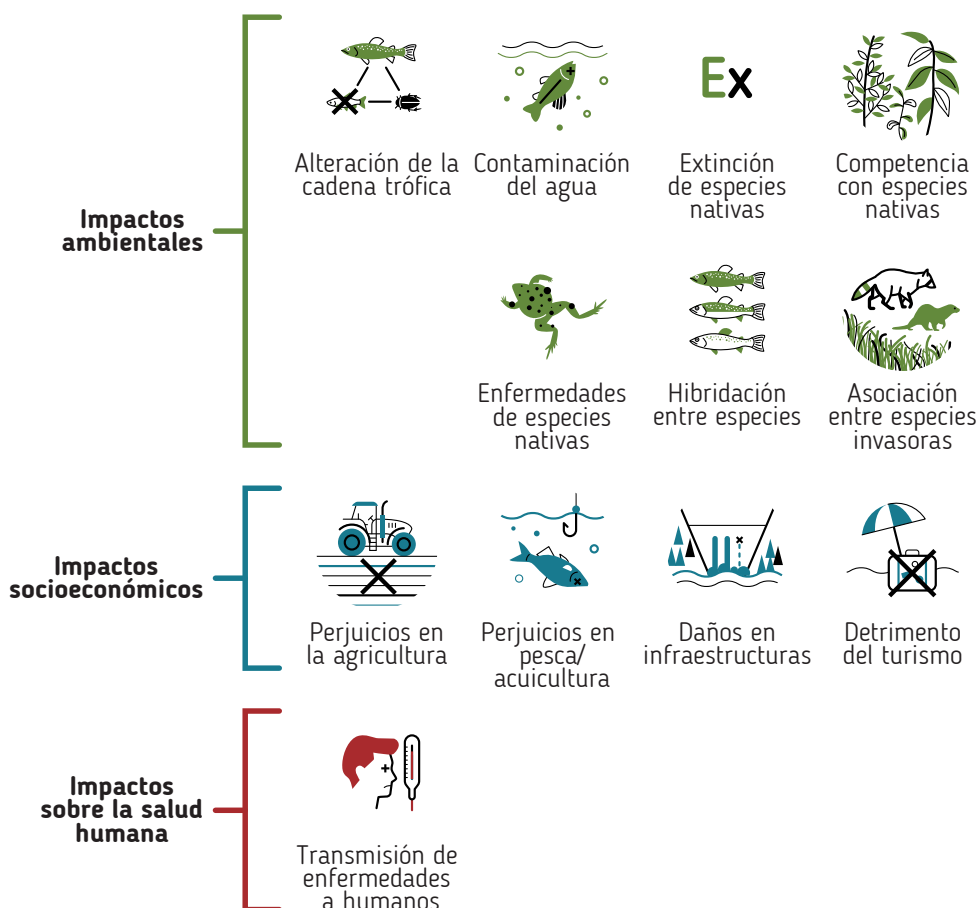 Impactos
ambientales
Alteración de la
cadena trófica
Contaminación
del agua
Ex
Extinción
de especies
nativas
Competencia
con especies
nativas
Enfermedades
de especies
nativas
Hibridación
entre especies
Asociación
entre especies
invasoras
Impactos
socioeconómicos
Perjuicios en
la agricultura
Perjuicios en
pesca/
acuicultura
Daños en
infraestructuras
Detrimento
del turismo
Impactos
sobre la salud
humana
Transmisión de
enfermedades
a humanos